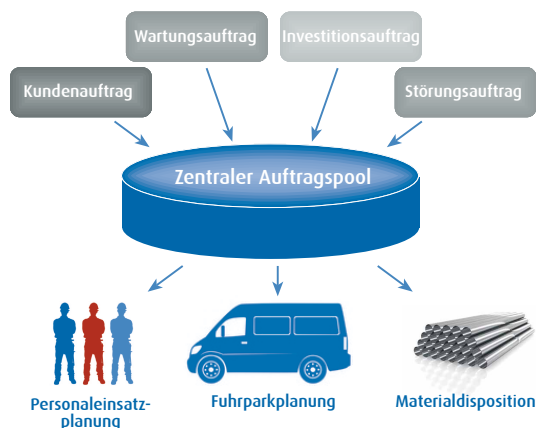 Wartungsauftrag
Investitionsauftrag
Kundenauftrag
Störungsauftrag
Zentraler Auftragspool
Personaleinsatz-
planung
Fuhrparkplanung
Materialdisposition